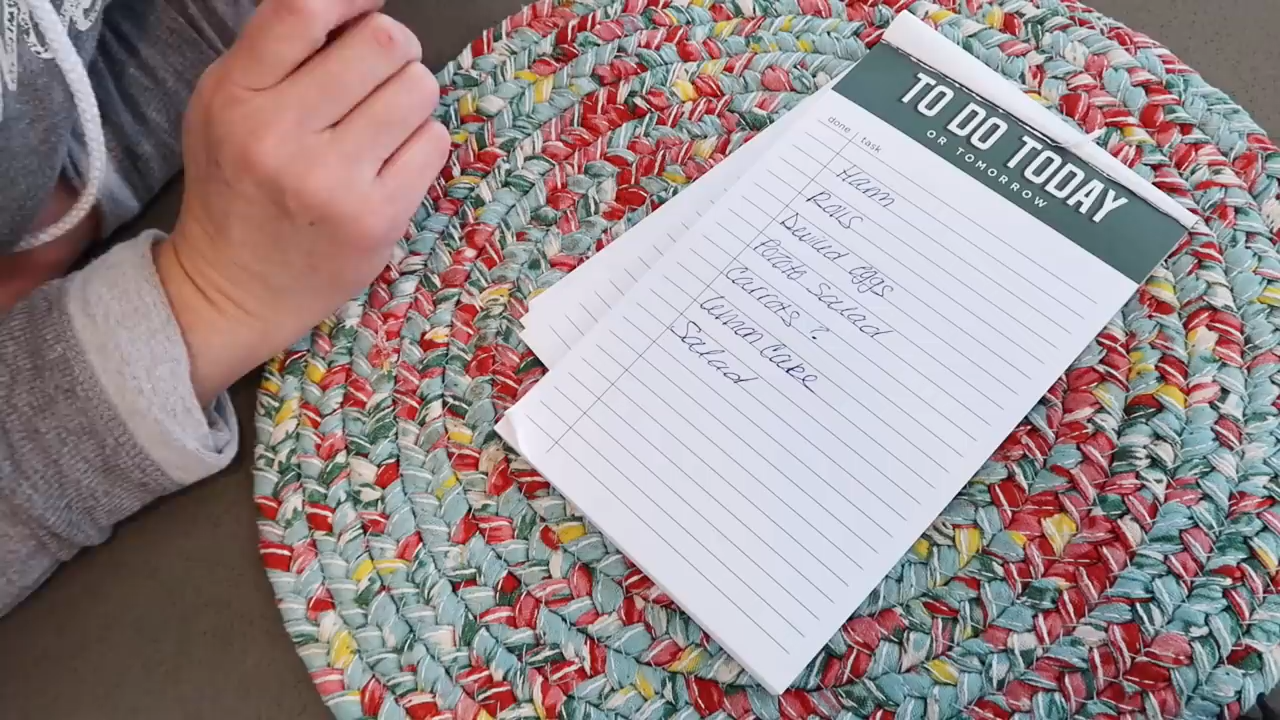 TO DO TODAY
OR TOMORROW
done task
Ham
Rolls
Deviled eggs
Potato Salad
Carrots ?
Lemon Cake
Salad